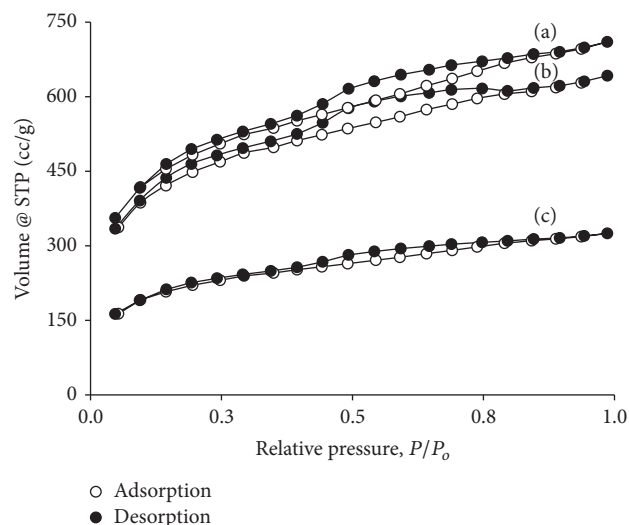 750
600
450
300
150
0
Volume @ STP (cc/g)
(a)
(b)
(c)
0.0
0.3
0.5
0.8
1.0
Relative pressure, P/Po
Adsorption
Desorption